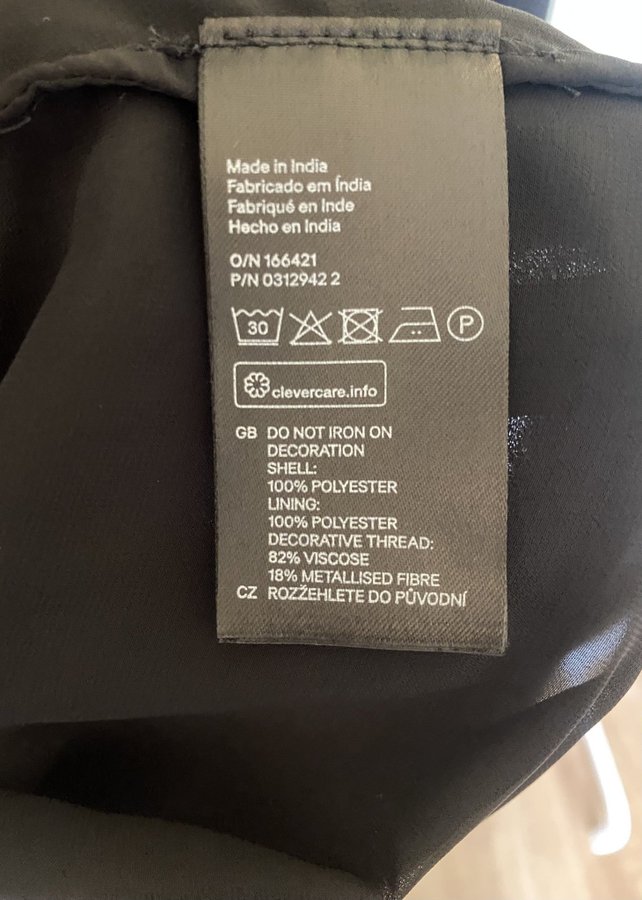 Made in India
Fabricado em Índia
Fabriqué en Inde
Hecho en India
O/N 166421
P/N 0312942 2
30 P
clevercare.info
GB DO NOT IRON ON
DECORATION
SHELL:
100% POLYESTER
LINING:
100% POLYESTER
DECORATIVE THREAD:
82% VISCOSE
18% METALLISED FIBRE
CZ ROZŽEHLETE DO PŮVODNÍ